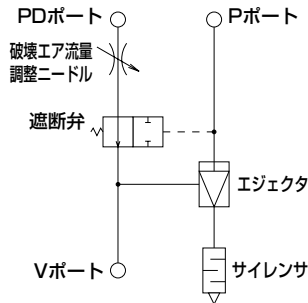 PDポート
Pポート
破壊エア流量
調整ニードル
遮断弁
エジェクタ
Vポート
サイレンサ